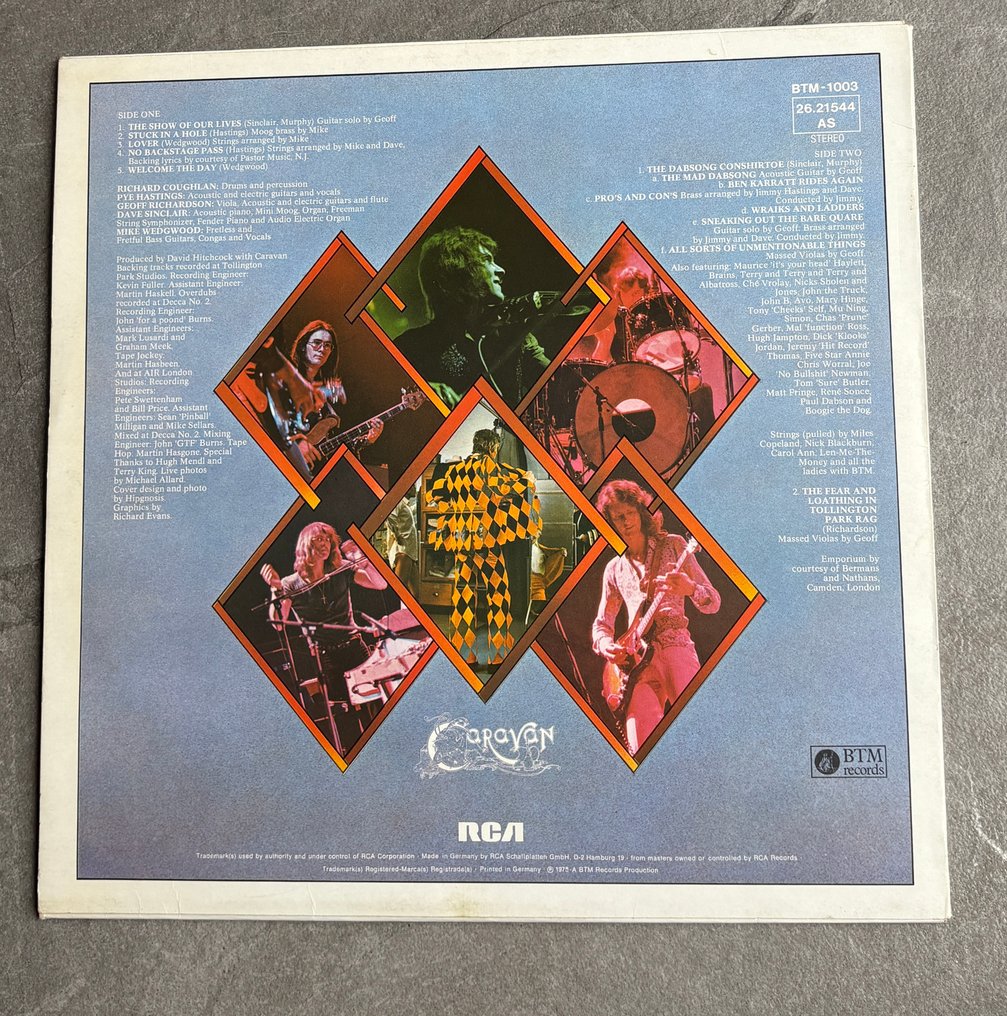 SIDE ONE
1. THE SHOW OF OUR LIVES (Sinclair, Murphy) Guitar solo by Geoff
2. STUCK IN A HOLE (Hastings) Moog brass by Mike
3. LOVER (Wedgwood) Strings arranged by Mike
4. NO BACKSTAGE PASS (Hastings) Strings arranged by Mike and Dave,
Backing lyrics by courtesy of Pastor Music, N.J.
5. WELCOME THE DAY (Wedgwood)
RICHARD COUGHLAN: Drums and percussion
PYE HASTINGS: Acoustic and electric guitars and vocals
GEOFF RICHARDSON: Viola, Acoustic and electric guitars and flute
DAVE SINCLAIR: Acoustic piano, Mini Moog, Organ, Freeman
String Symphonizer, Fender Piano and Audio Electric Organ
MIKE WEDGWOOD: Fretless and
Fretful Bass Guitars, Congas and Vocals
Produced by David Hitchcock with Caravan
Backing tracks recorded at Tollington
Park Studios. Recording Engineer:
Kevin Fuller. Assistant Engineer:
Martin Haskell. Overdubs
recorded at Decca No. 2.
Recording Engineer:
John 'for a poond' Burns.
Assistant Engineers:
Mark Lusardi and
Graham Meek.
Tape Jockey:
Martin Hasbeen.
And at AIR London
Studios: Recording
Engineers:
Pete Swettenham
and Bill Price. Assistant
Engineers: Sean 'Pinball'
Milligan and Mike Sellars.
Mixed at Decca No. 2. Mixing
Engineer: John 'GTF' Burns. Tape
Hop. Martin Hasgone. Special
Thanks to Hugh Mendl and
Terry King. Live photos
by Michael Allard.
Cover design and photo
by Hipgnosis.
Graphics by
Richard Evans.
BTM-1003
26.21544
AS
STEREO
SIDE TWO
1. THE DABSONG CONSHIRTOE (Sinclair, Murphy)
a. THE MAD DABSONG Acoustic Guitar by Geoff
b. BEN KARRATT RIDES AGAIN
c. PRO'S AND CON'S Brass arranged by Jimmy Hastings and Dave.
Conducted by Jimmy.
d. WRAIKS AND LADDERS
e. SNEAKING OUT THE BARE QUARE
Guitar solo by Geoff. Brass arranged
by Jimmy and Dave. Conducted by Jimmy.
f. ALL SORTS OF UNMENTIONABLE THINGS
Massed Violas by Geoff.
Also featuring: Maurice 'it's your head' Haylett,
Brains, Terry and Terry and Terry and
Albatross, Ché Vrolay, Nicks Sholen and
Jones, John the Truck,
John B. Avo, Mary Hinge,
Tony 'Cheeks' Self, Mu Ning,
Simon, Chas 'Prune'
Gerber, Mal 'function' Ross,
Hugh Jampton, Dick 'Klooks'
Jordan, Jeremy 'Hit Record'
Thomas, Five Star Annie
Chris Worral, Joe
'No Bullshit' Newman,
Tom 'Sure' Butler,
Matt Pringe, René Sonce,
Paul Dabson and
Boogie the Dog.
Strings (pulled) by Miles
Copeland, Nick Blackburn,
Carol Ann, Len-Me-The-
Money and all the
ladies with BTM.
2. THE FEAR AND
LOATHING IN
TOLLINGTON
PARK RAG
(Richardson)
Massed Violas by Geoff
Emporium by
courtesy of Bermans
and Nathans,
Camden, London
CARAVAN
BTM
records
RCA
Trademark(s) used by authority and under control of RCA Corporation · Made in Germany by RCA Schallplatten GmbH, D-2 Hamburg 19 · from masters owned or controlled by RCA Records
Trademark(s) Registered-Marca(s) Registrada(s) · Printed in Germany · ℗ 1975 · A BTM Records Production